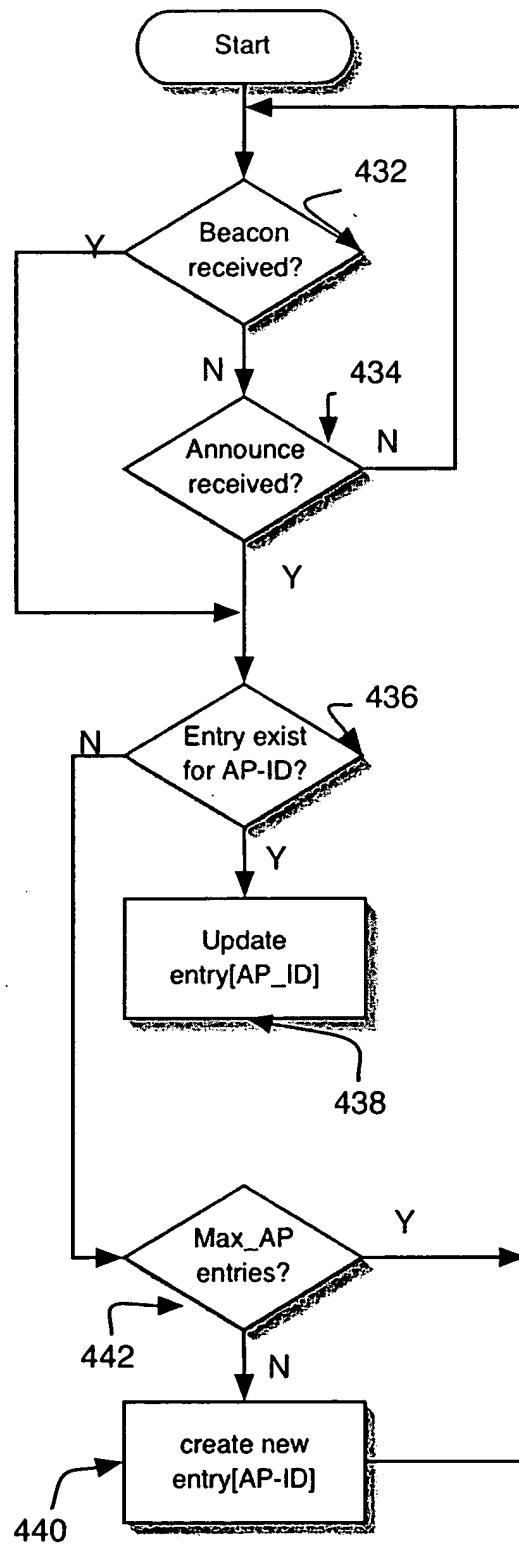 Start
432
Beacon
received?
Y
N
434
Announce
received?
N
Y
436
N
Entry exist
for AP-ID?
Y
Update
entry[AP_ID]
438
Max_AP
entries?
Y
442
N
create new
entry[AP-ID]
440